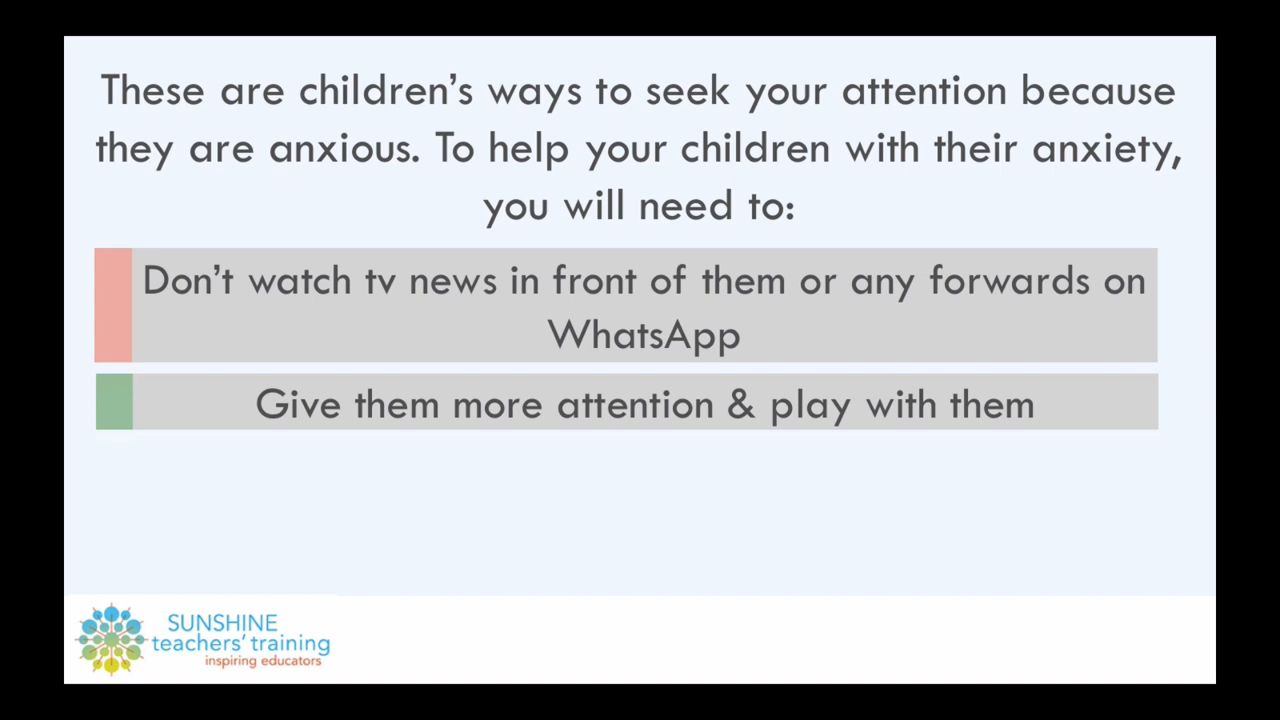 These are children’s ways to seek your attention because
they are anxious. To help your children with their anxiety,
you will need to:
Don’t watch tv news in front of them or any forwards on
WhatsApp
Give them more attention & play with them
SUNSHINE
teachers’ training
inspiring educators